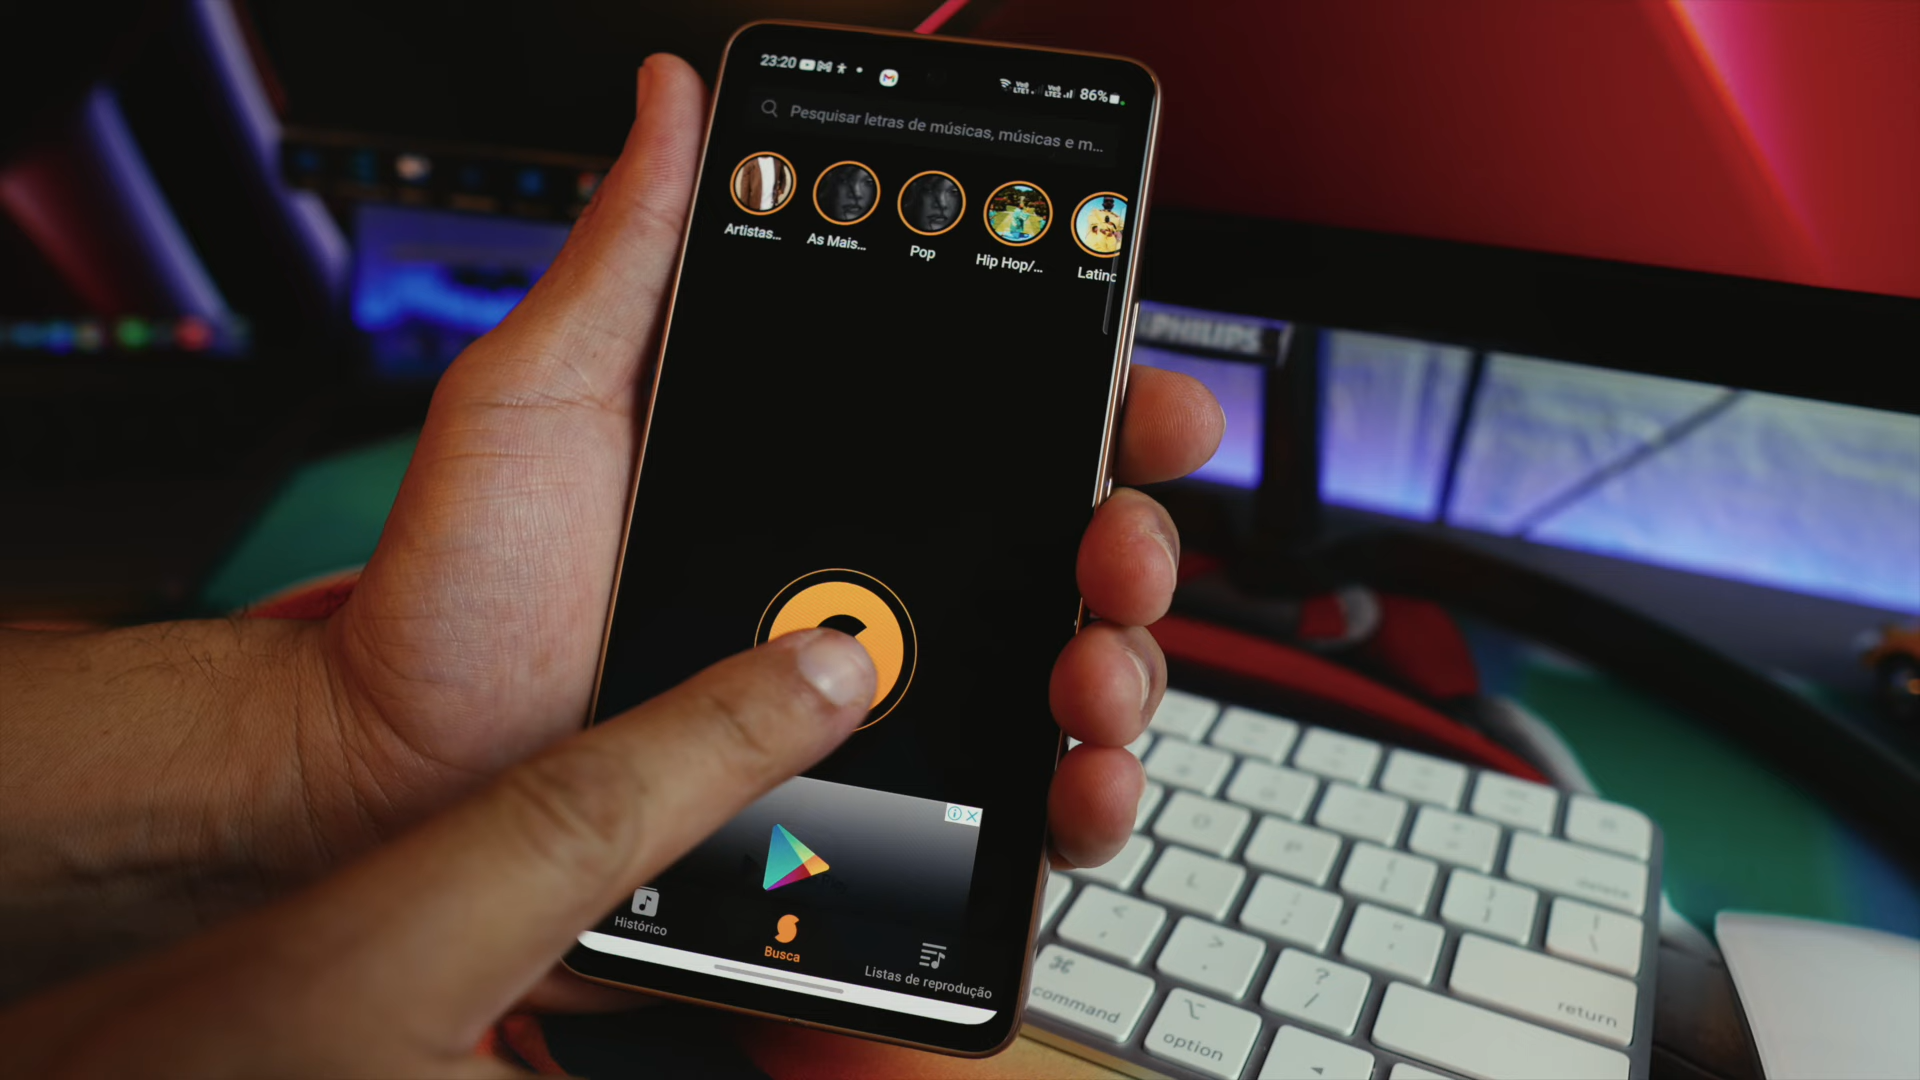 23:20
86%
Pesquisar letras de músicas, músicas e m...
Artistas...
As Mais...
Pop
Hip Hop/...
Latino
PHILIPS
Histórico
Busca
Listas de reprodução
P
L
<
,
>
.
?
/
delete
return
⌘
command
⌥
option